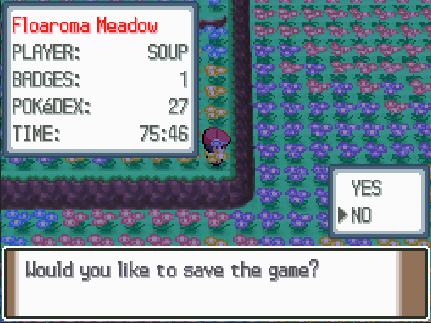 Floaroma Meadow
PLAYER: SOUP
BADGES: 1
POKéDEX: 27
TIME: 75:46
YES
NO
Would you like to save the game?